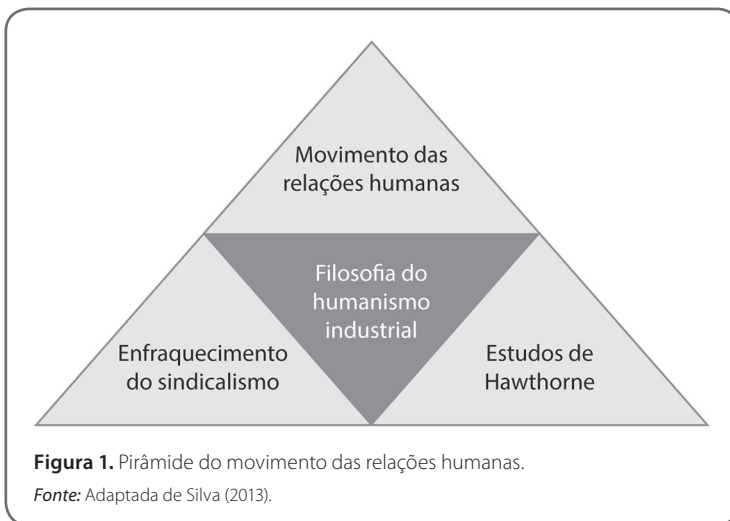 Movimento das
relações humanas
Filosofia do
humanismo
industrial
Enfraquecimento
do sindicalismo
Estudos de
Hawthorne
Figura 1. Pirâmide do movimento das relações humanas.
Fonte: Adaptada de Silva (2013).